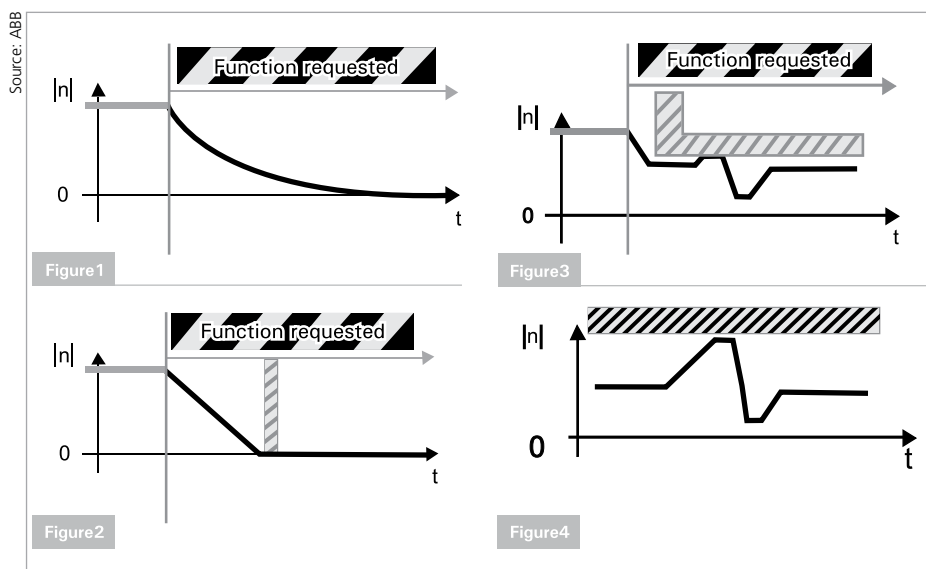 Source: ABB
Function requested
|n|
0
t
Figure1
Function requested
|n|
0
t
Figure2
Function requested
|n|
0
t
Figure3
|n|
0
t
Figure4